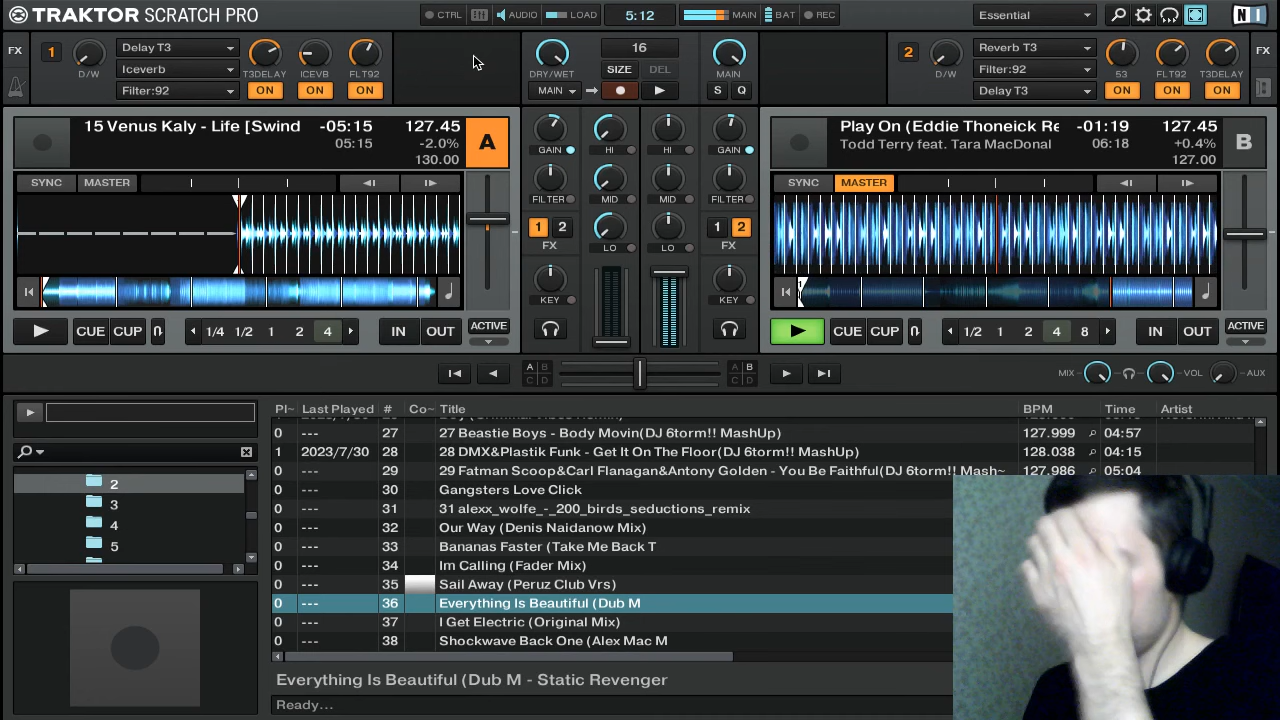 TRAKTOR SCRATCH PRO
CTRL AUDIO LOAD 5:12 MAIN BAT REC
Essential
N I
FX 1 D/W
Delay T3
Iceverb
Filter:92
T3DELAY ICEVB FLT92
ON ON ON
DRY/WET 16 MAIN
SIZE DEL
MAIN S Q
2 D/W
Reverb T3
Filter:92
Delay T3
53 FLT92 T3DELAY
ON ON ON
FX
15 Venus Kaly - Life [Swind -05:15 127.45
05:15 -2.0%
130.00
A
Play On (Eddie Thoneick Re -01:19 127.45
Todd Terry feat. Tara MacDonal 06:18 +0.4%
127.00
B
SYNC MASTER
GAIN HI HI GAIN
FILTER MID MID FILTER
1 2 LO LO 1 2
FX FX
KEY KEY
SYNC MASTER
1
CUE CUP 1/4 1/2 1 2 4 IN OUT ACTIVE
CUE CUP 1/2 1 2 4 8 IN OUT ACTIVE
A B C D
A B C D
MIX VOL AUX
Pl~ Last Played # Co~ Title BPM Time Artist
0 --- 27 27 Beastie Boys - Body Movin(DJ 6torm!! MashUp) 127.999 04:57
1 2023/7/30 28 28 DMX&Plastik Funk - Get It On The Floor(DJ 6torm!! MashUp) 128.038 04:15
0 --- 29 29 Fatman Scoop&Carl Flanagan&Antony Golden - You Be Faithful(DJ 6torm!! Mash~ 127.986 05:04
0 --- 30 Gangsters Love Click
0 --- 31 31 alexx_wolfe_-_200_birds_seductions_remix
0 --- 32 Our Way (Denis Naidanow Mix)
0 --- 33 Bananas Faster (Take Me Back T
0 --- 34 Im Calling (Fader Mix)
0 --- 35 Sail Away (Peruz Club Vrs)
0 --- 36 Everything Is Beautiful (Dub M
0 --- 37 I Get Electric (Original Mix)
0 --- 38 Shockwave Back One (Alex Mac M
2
3
4
5
Everything Is Beautiful (Dub M - Static Revenger
Ready...